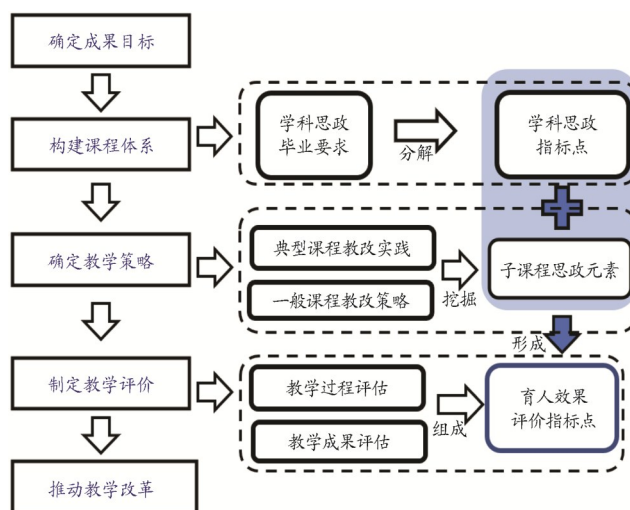 确定成果目标
构建课程体系
学科思政
毕业要求
分解
学科思政
指标点
确定教学策略
典型课程教改实践
一般课程教改策略
挖掘
子课程思政元素
形成
制定教学评价
教学过程评估
教学成果评估
组成
育人效果
评价指标点
推动教学改革